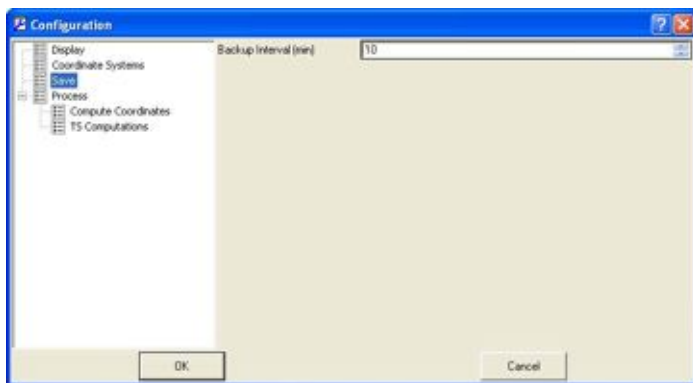 Configuration
Display
Coordinate Systems
Save
Process
Compute Coordinates
TS Computations
Backup Interval (min)
10
OK
Cancel